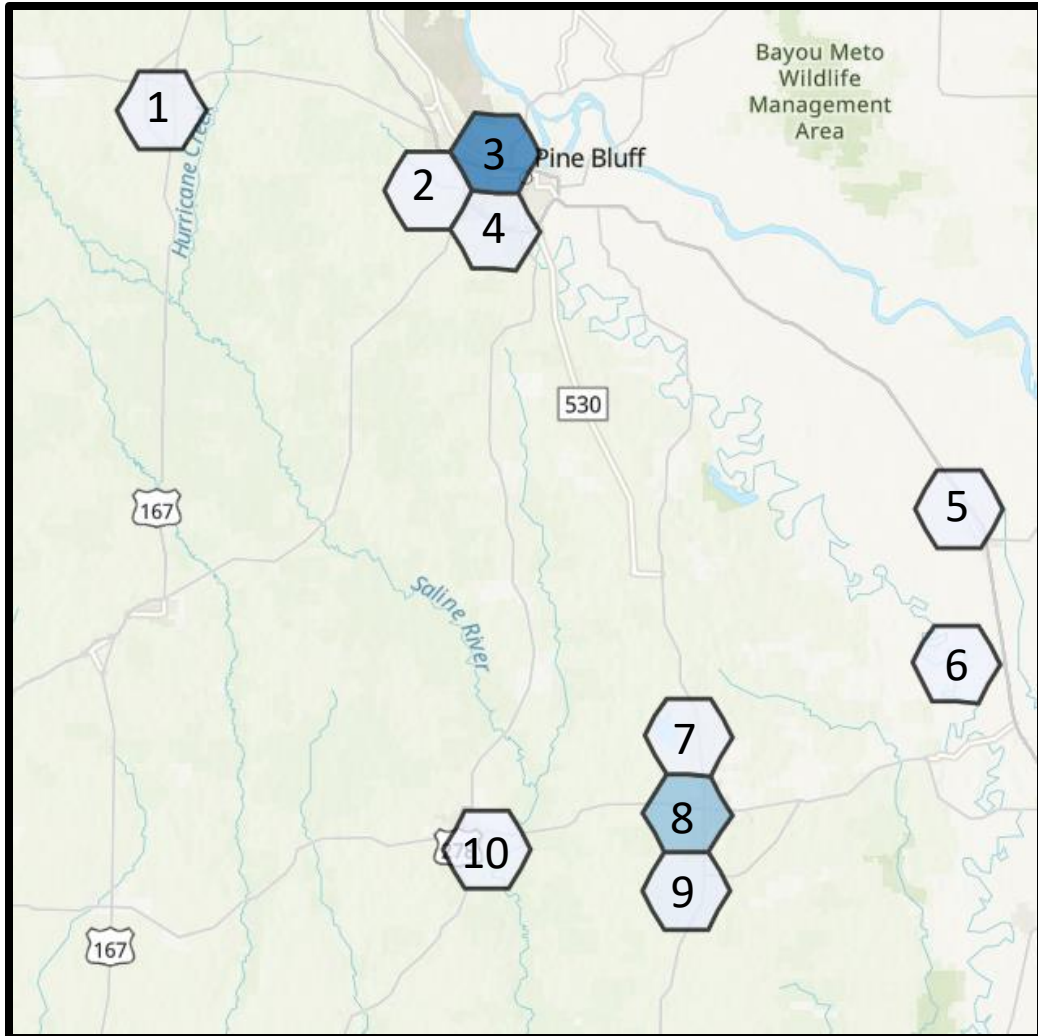 Bayou Meto
Wildlife
Management
Area
1
Hurricane Creek
3
Pine Bluff
2
4
530
167
5
Saline River
6
7
8
278
10
9
167